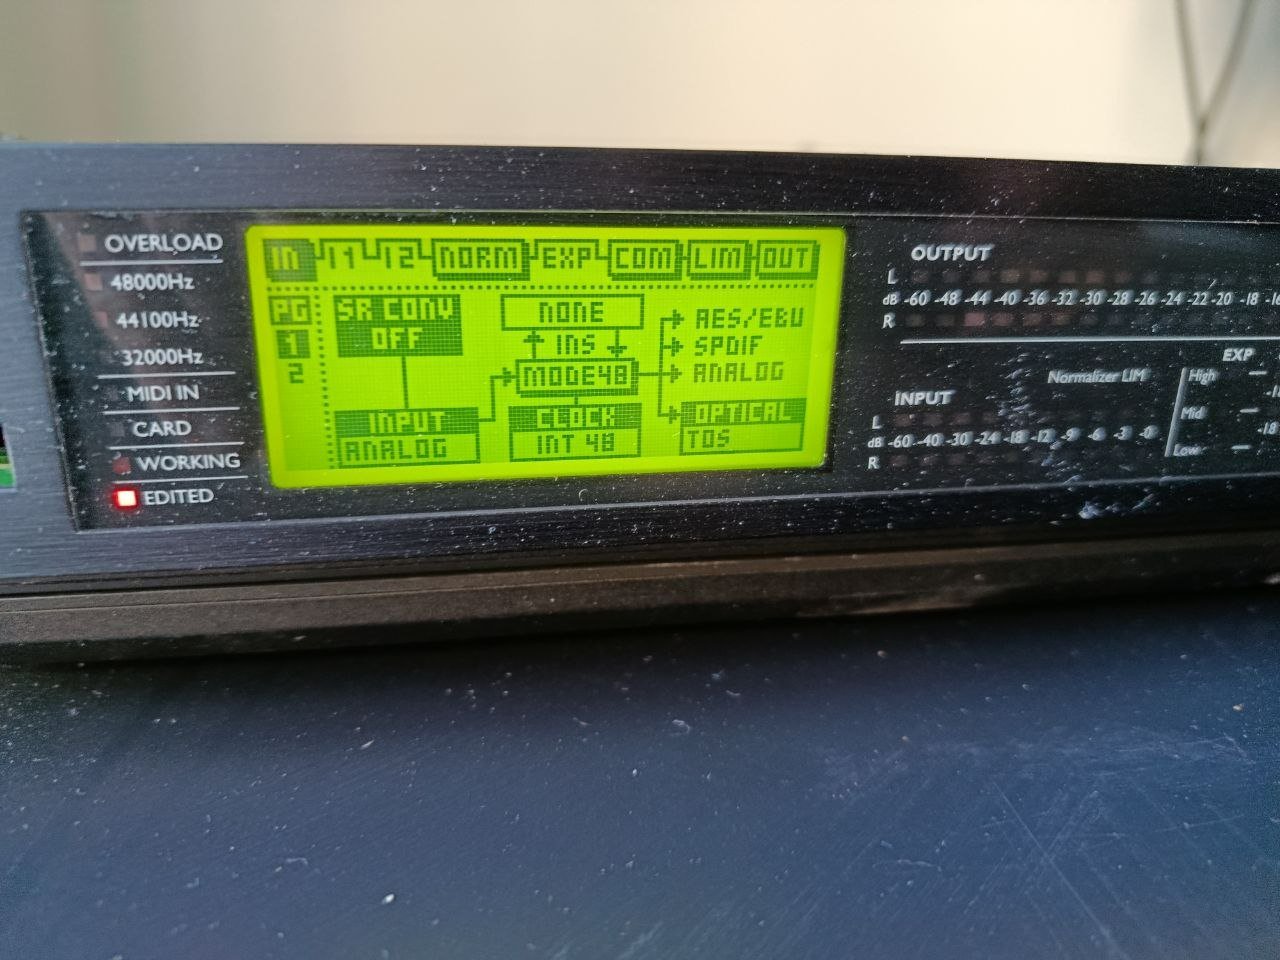 OVERLOAD
48000Hz
44100Hz
32000Hz
MIDI IN
CARD
WORKING
EDITED
IN I1 I2 NORM EXP COM LIM OUT
PG
1
2
SR CONV
OFF
NONE
INS
MODE48
AES/EBU
SPDIF
ANALOG
INPUT
ANALOG
CLOCK
INT 48
OPTICAL
TOS
OUTPUT
L
dB -60 -48 -44 -40 -36 -32 -30 -28 -26 -24 -22 -20 -18
R
INPUT
Normalizer LIM
L
dB -60 -40 -30 -24 -18 -12 -9 -6 -3 -0
R
EXP
High
Mid
Low
-18